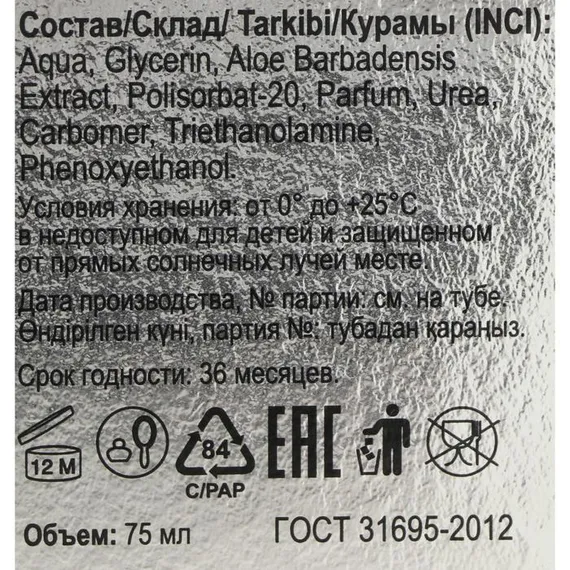 Состав/Склад/ Tarkibi/Курамы (INCI):
Aqua, Glycerin, Aloe Barbadensis
Extract, Polisorbat-20, Parfum, Urea,
Carbomer, Triethanolamine,
Phenoxyethanol.
Условия хранения: от 0° до +25°С
в недоступном для детей и защищенном
от прямых солнечных лучей месте.
Дата производства, № партии: см. на тубе.
Өндірілген күні, партия №: тубадан қараңыз.
Срок годности: 36 месяцев.
12 M
84
C/PAP
EAC
Объем: 75 мл
ГОСТ 31695-2012